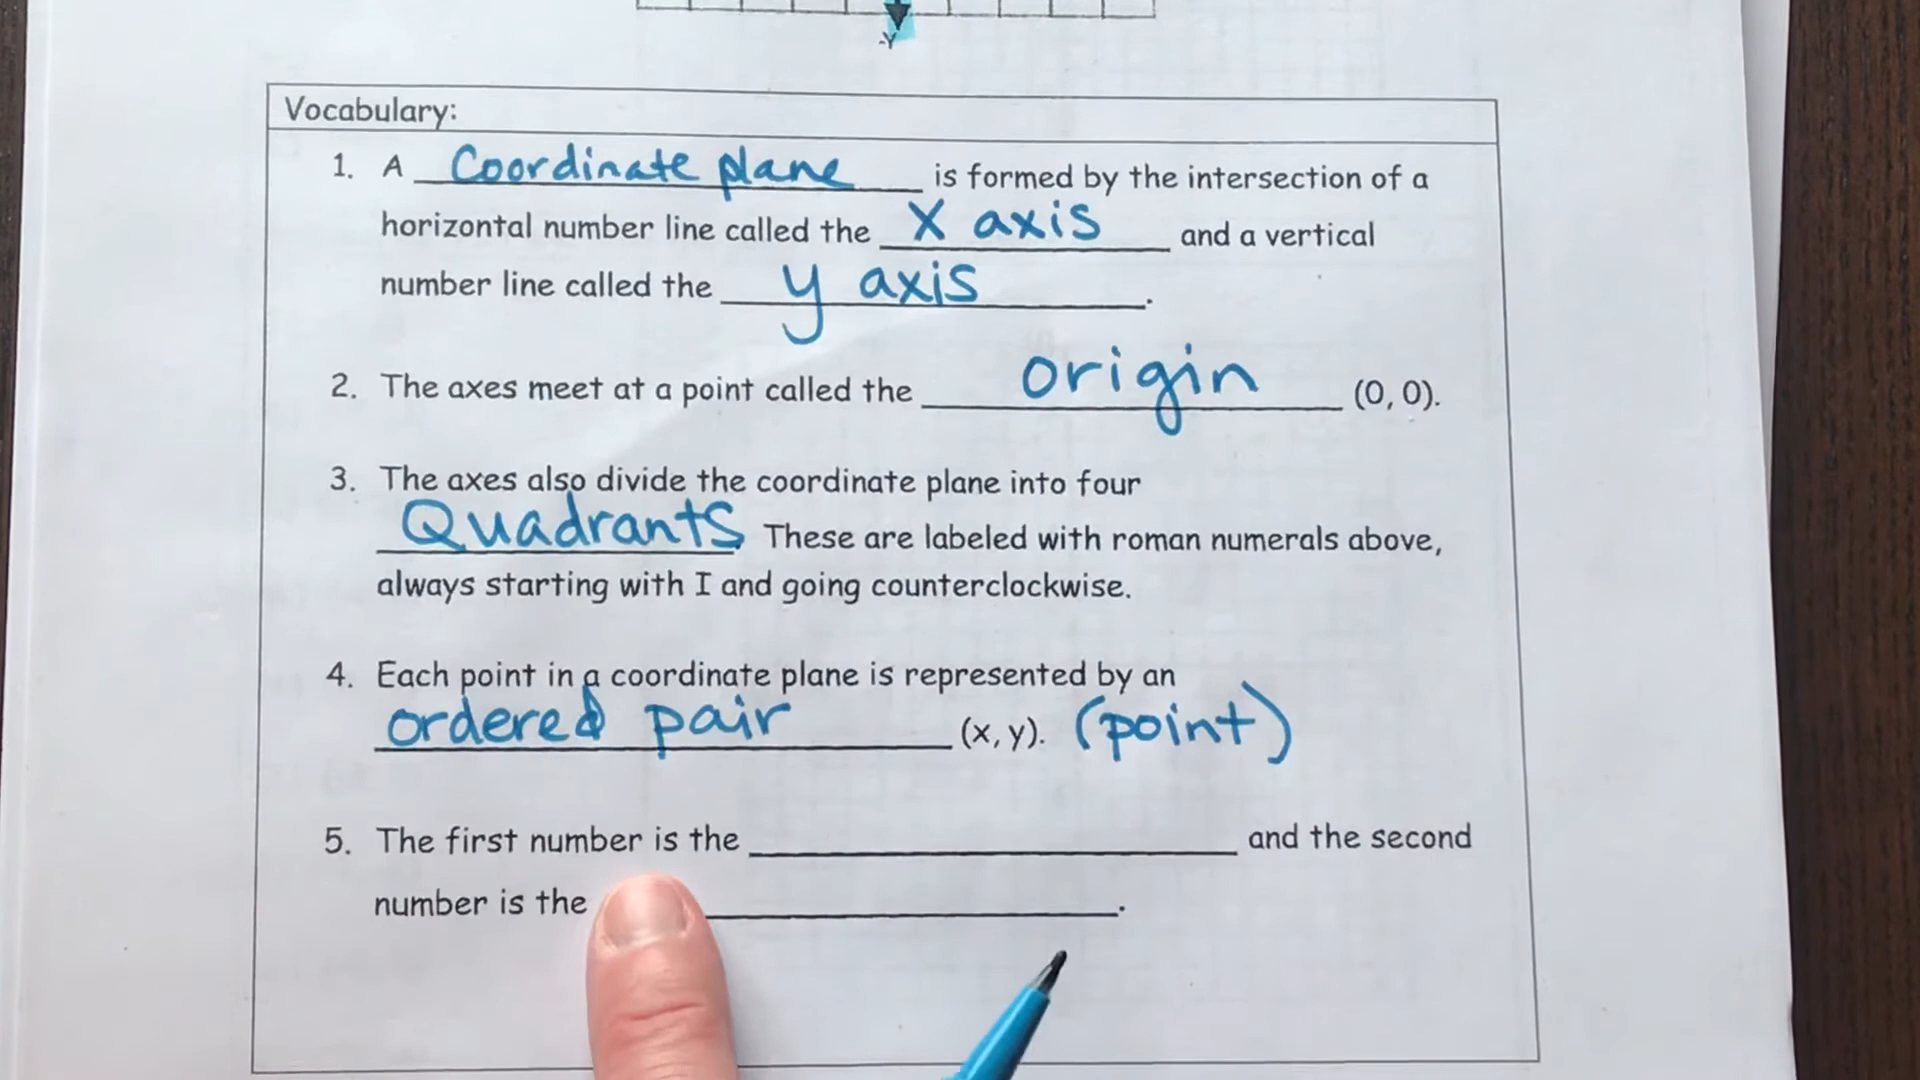 -Y
Vocabulary:
1. A Coordinate plane is formed by the intersection of a
horizontal number line called the X axis and a vertical
number line called the y axis.
2. The axes meet at a point called the origin (0, 0).
3. The axes also divide the coordinate plane into four
Quadrants. These are labeled with roman numerals above,
always starting with I and going counterclockwise.
4. Each point in a coordinate plane is represented by an
ordered pair (x, y). (point)
5. The first number is the ____________________ and the second
number is the ____________________.